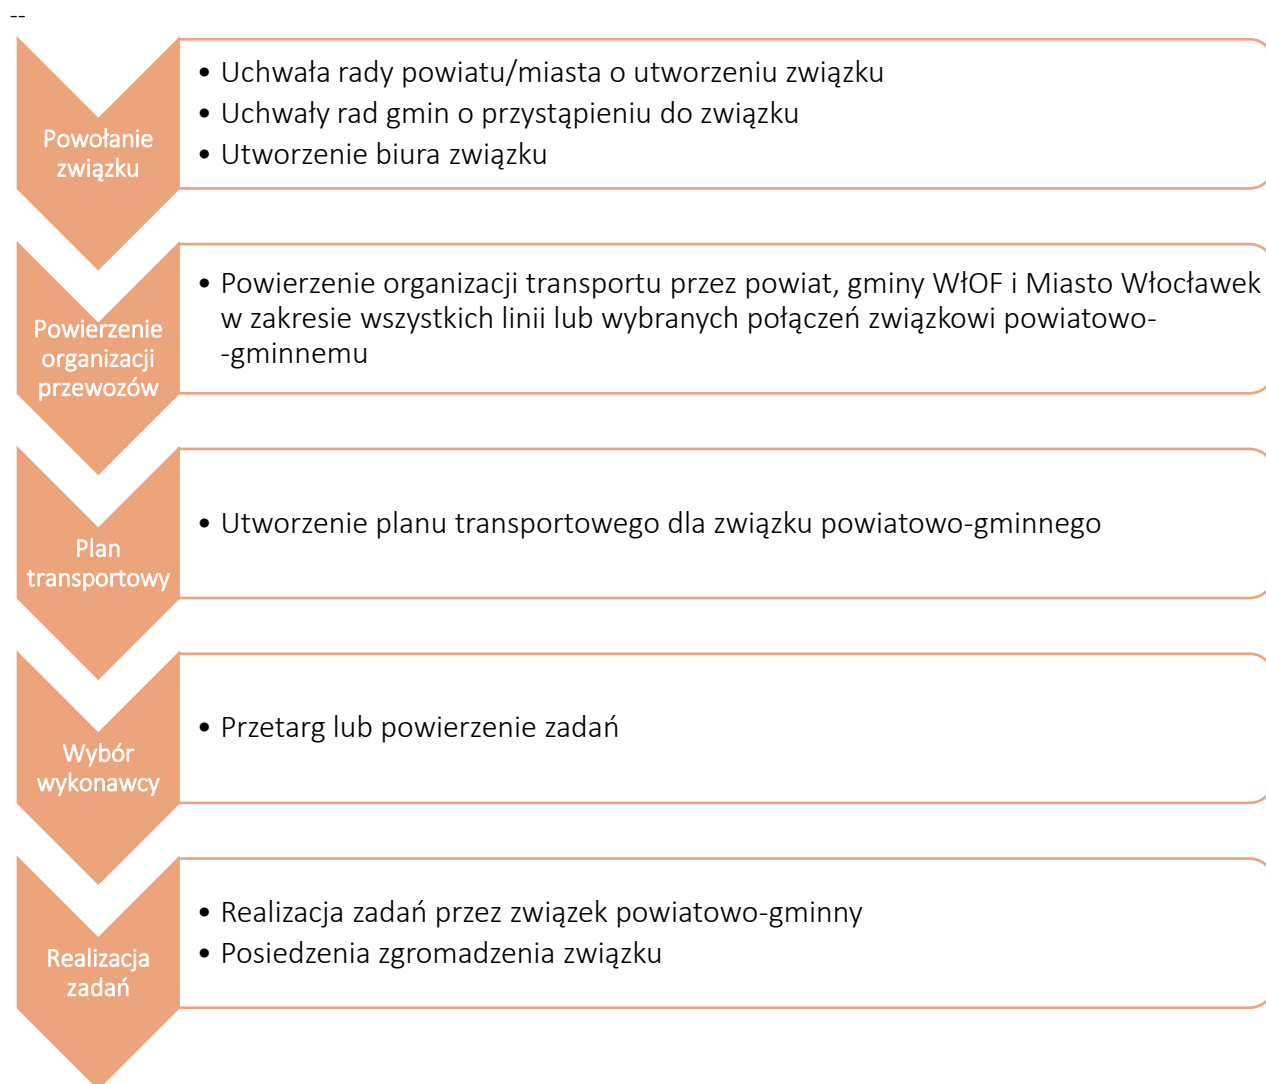 --
Powołanie
związku
• Uchwała rady powiatu/miasta o utworzeniu związku
• Uchwały rad gmin o przystąpieniu do związku
• Utworzenie biura związku
Powierzenie
organizacji
przewozów
• Powierzenie organizacji transportu przez powiat, gminy WłOF i Miasto Włocławek
w zakresie wszystkich linii lub wybranych połączeń związkowi powiatowo-
-gminnemu
Plan
transportowy
• Utworzenie planu transportowego dla związku powiatowo-gminnego
Wybór
wykonawcy
• Przetarg lub powierzenie zadań
Realizacja
zadań
• Realizacja zadań przez związek powiatowo-gminny
• Posiedzenia zgromadzenia związku